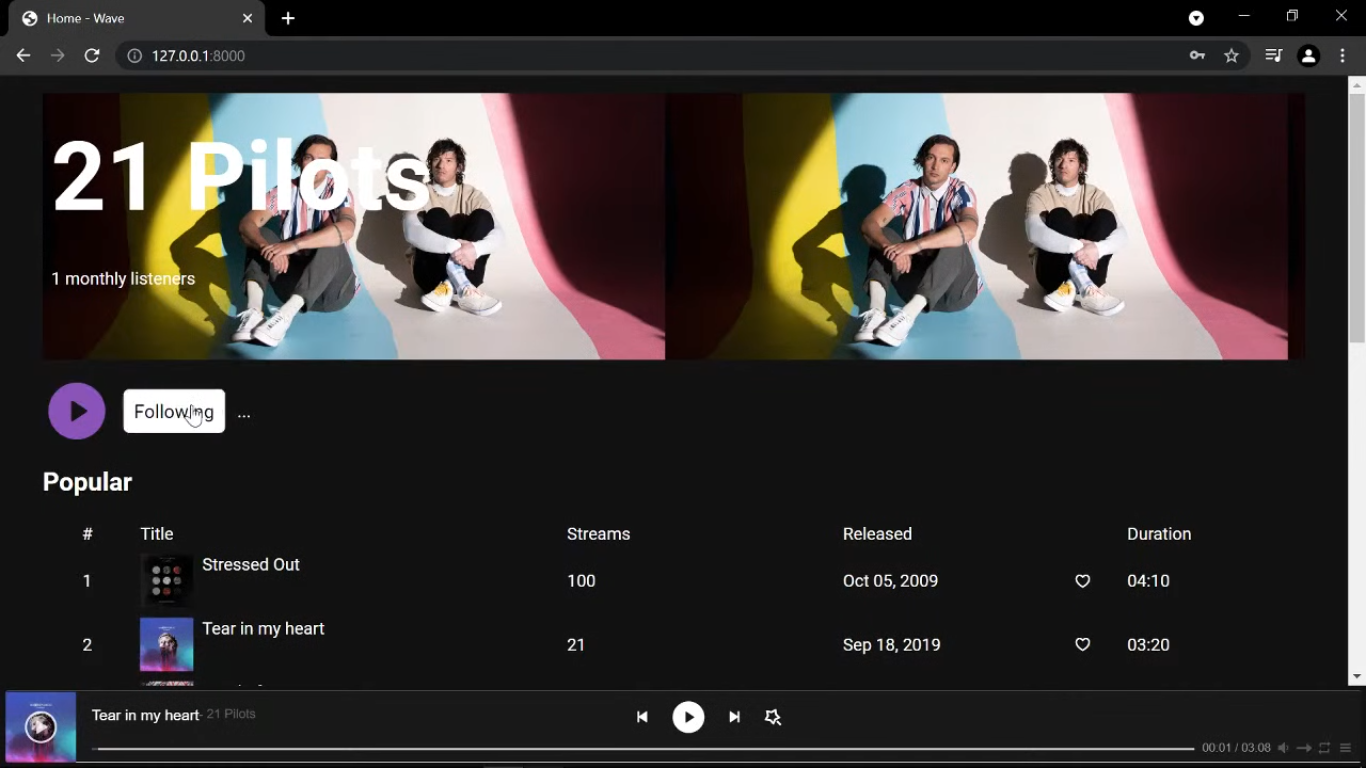 Home - Wave
127.0.0.1:8000
21 Pilots
1 monthly listeners
Following ...
Popular
# Title Streams Released Duration
1 Stressed Out 100 Oct 05, 2009 04:10
2 Tear in my heart 21 Sep 18, 2019 03:20
Tear in my heart - 21 Pilots
00:01 / 03:08